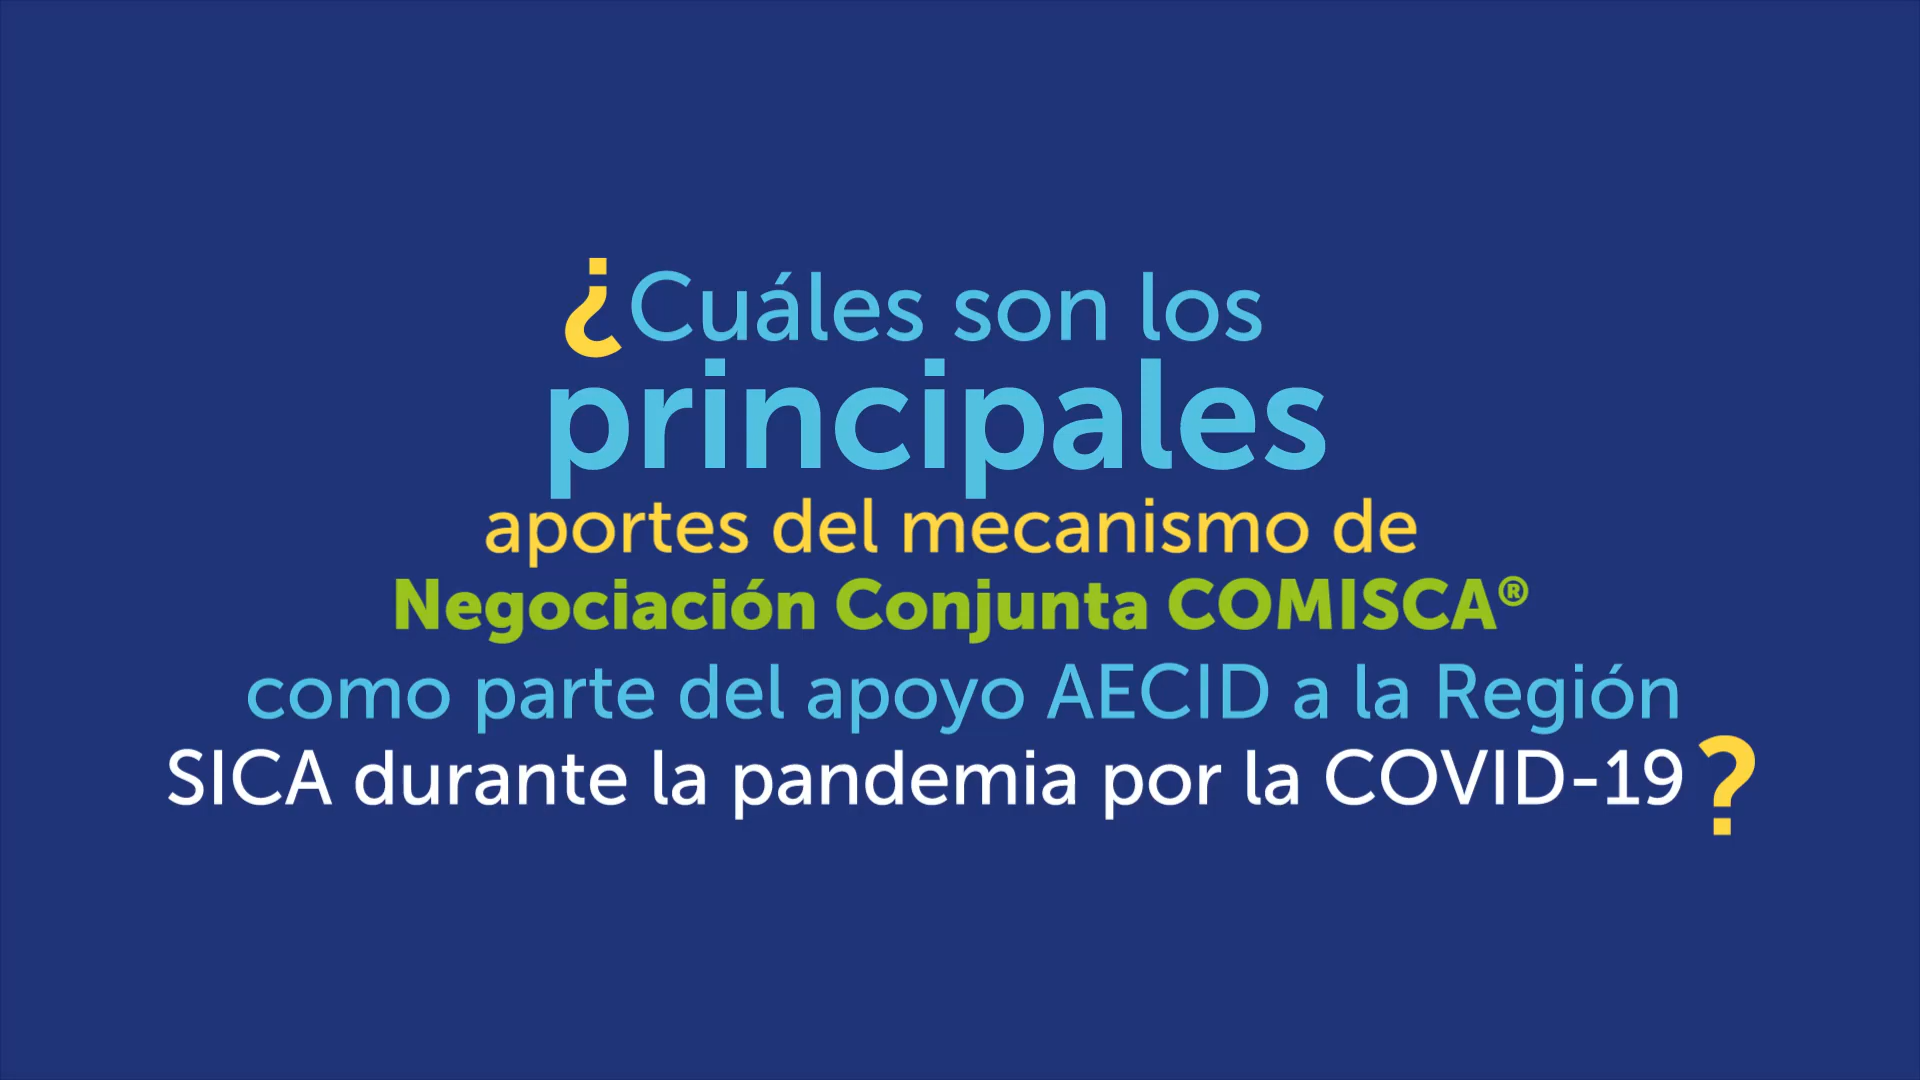 ¿Cuáles son los
principales
aportes del mecanismo de
Negociación Conjunta COMISCA®
como parte del apoyo AECID a la Región
SICA durante la pandemia por la COVID-19?